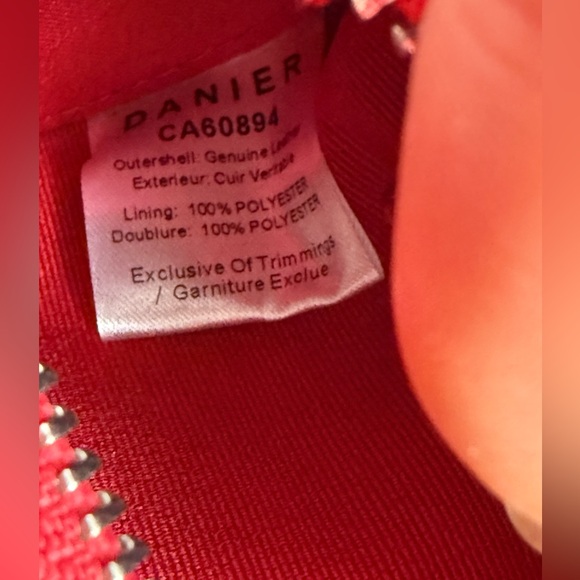 DANIER
CA60894
Outershell: Genuine Leather
Exterieur: Cuir Veritable
Lining: 100% POLYESTER
Doublure: 100% POLYESTER
Exclusive Of Trimmings
/ Garniture Exclue